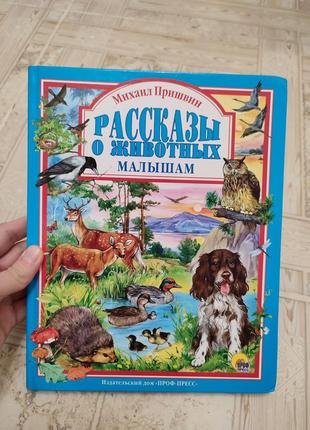 Михаил Пришвин
РАССКАЗЫ
О ЖИВОТНЫХ
МАЛЫШАМ
Издательский дом «ПРОФ-ПРЕСС»